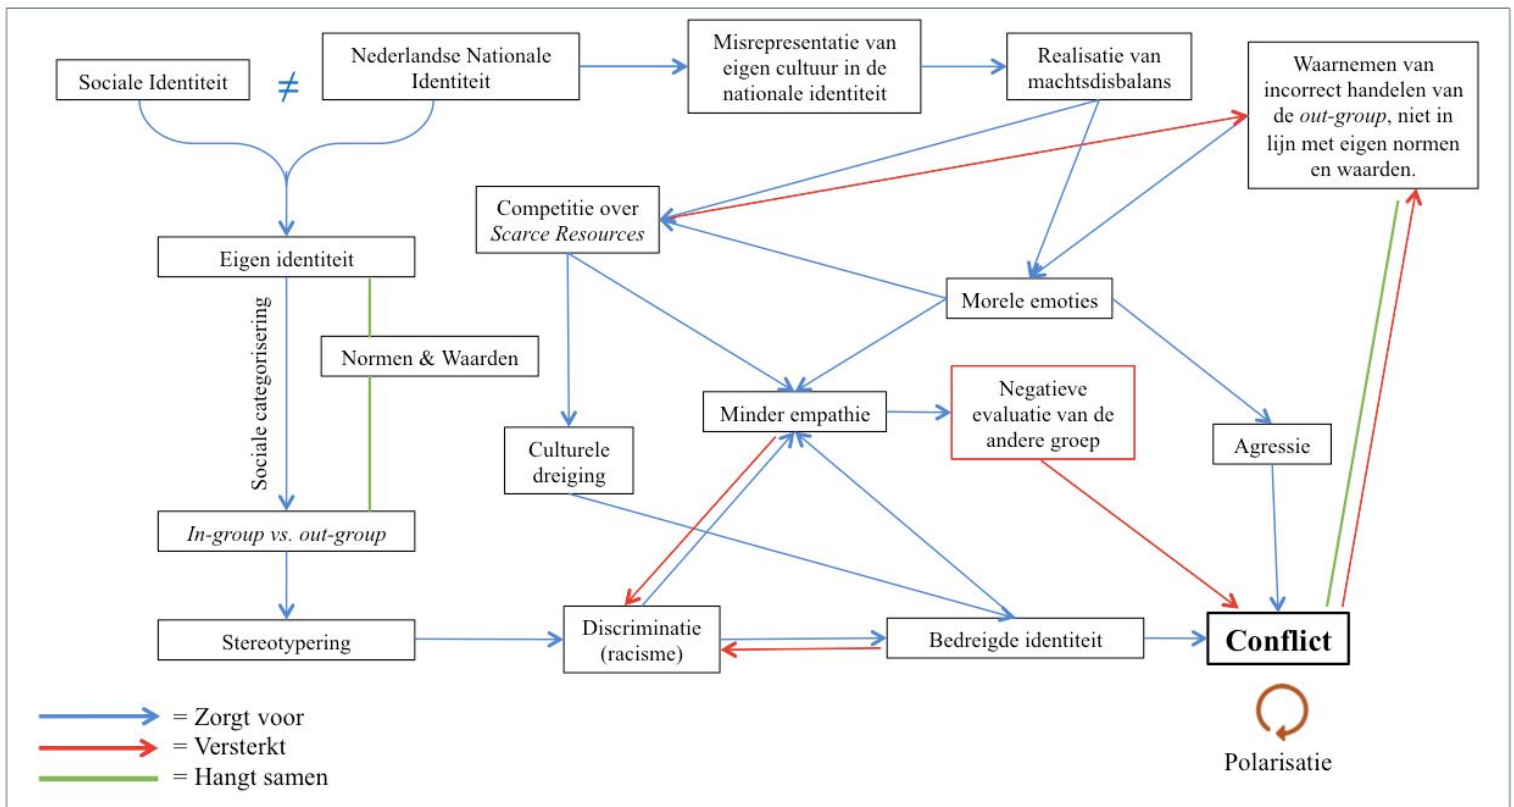 Sociale Identiteit
≠
Nederlandse Nationale
Identiteit
Misrepresentatie van
eigen cultuur in de
nationale identiteit
Realisatie van
machtsdisbalans
Waarnemen van
incorrect handelen van
de out-group, niet in
lijn met eigen normen
en waarden.
Competitie over
Scarce Resources
Eigen identiteit
Morele emoties
Sociale categorisering
Normen & Waarden
Minder empathie
Negatieve
evaluatie van de
andere groep
Agressie
Culturele
dreiging
In-group vs. out-group
Stereotypering
Discriminatie
(racisme)
Bedreigde identiteit
Conflict
= Zorgt voor
= Versterkt
= Hangt samen
Polarisatie